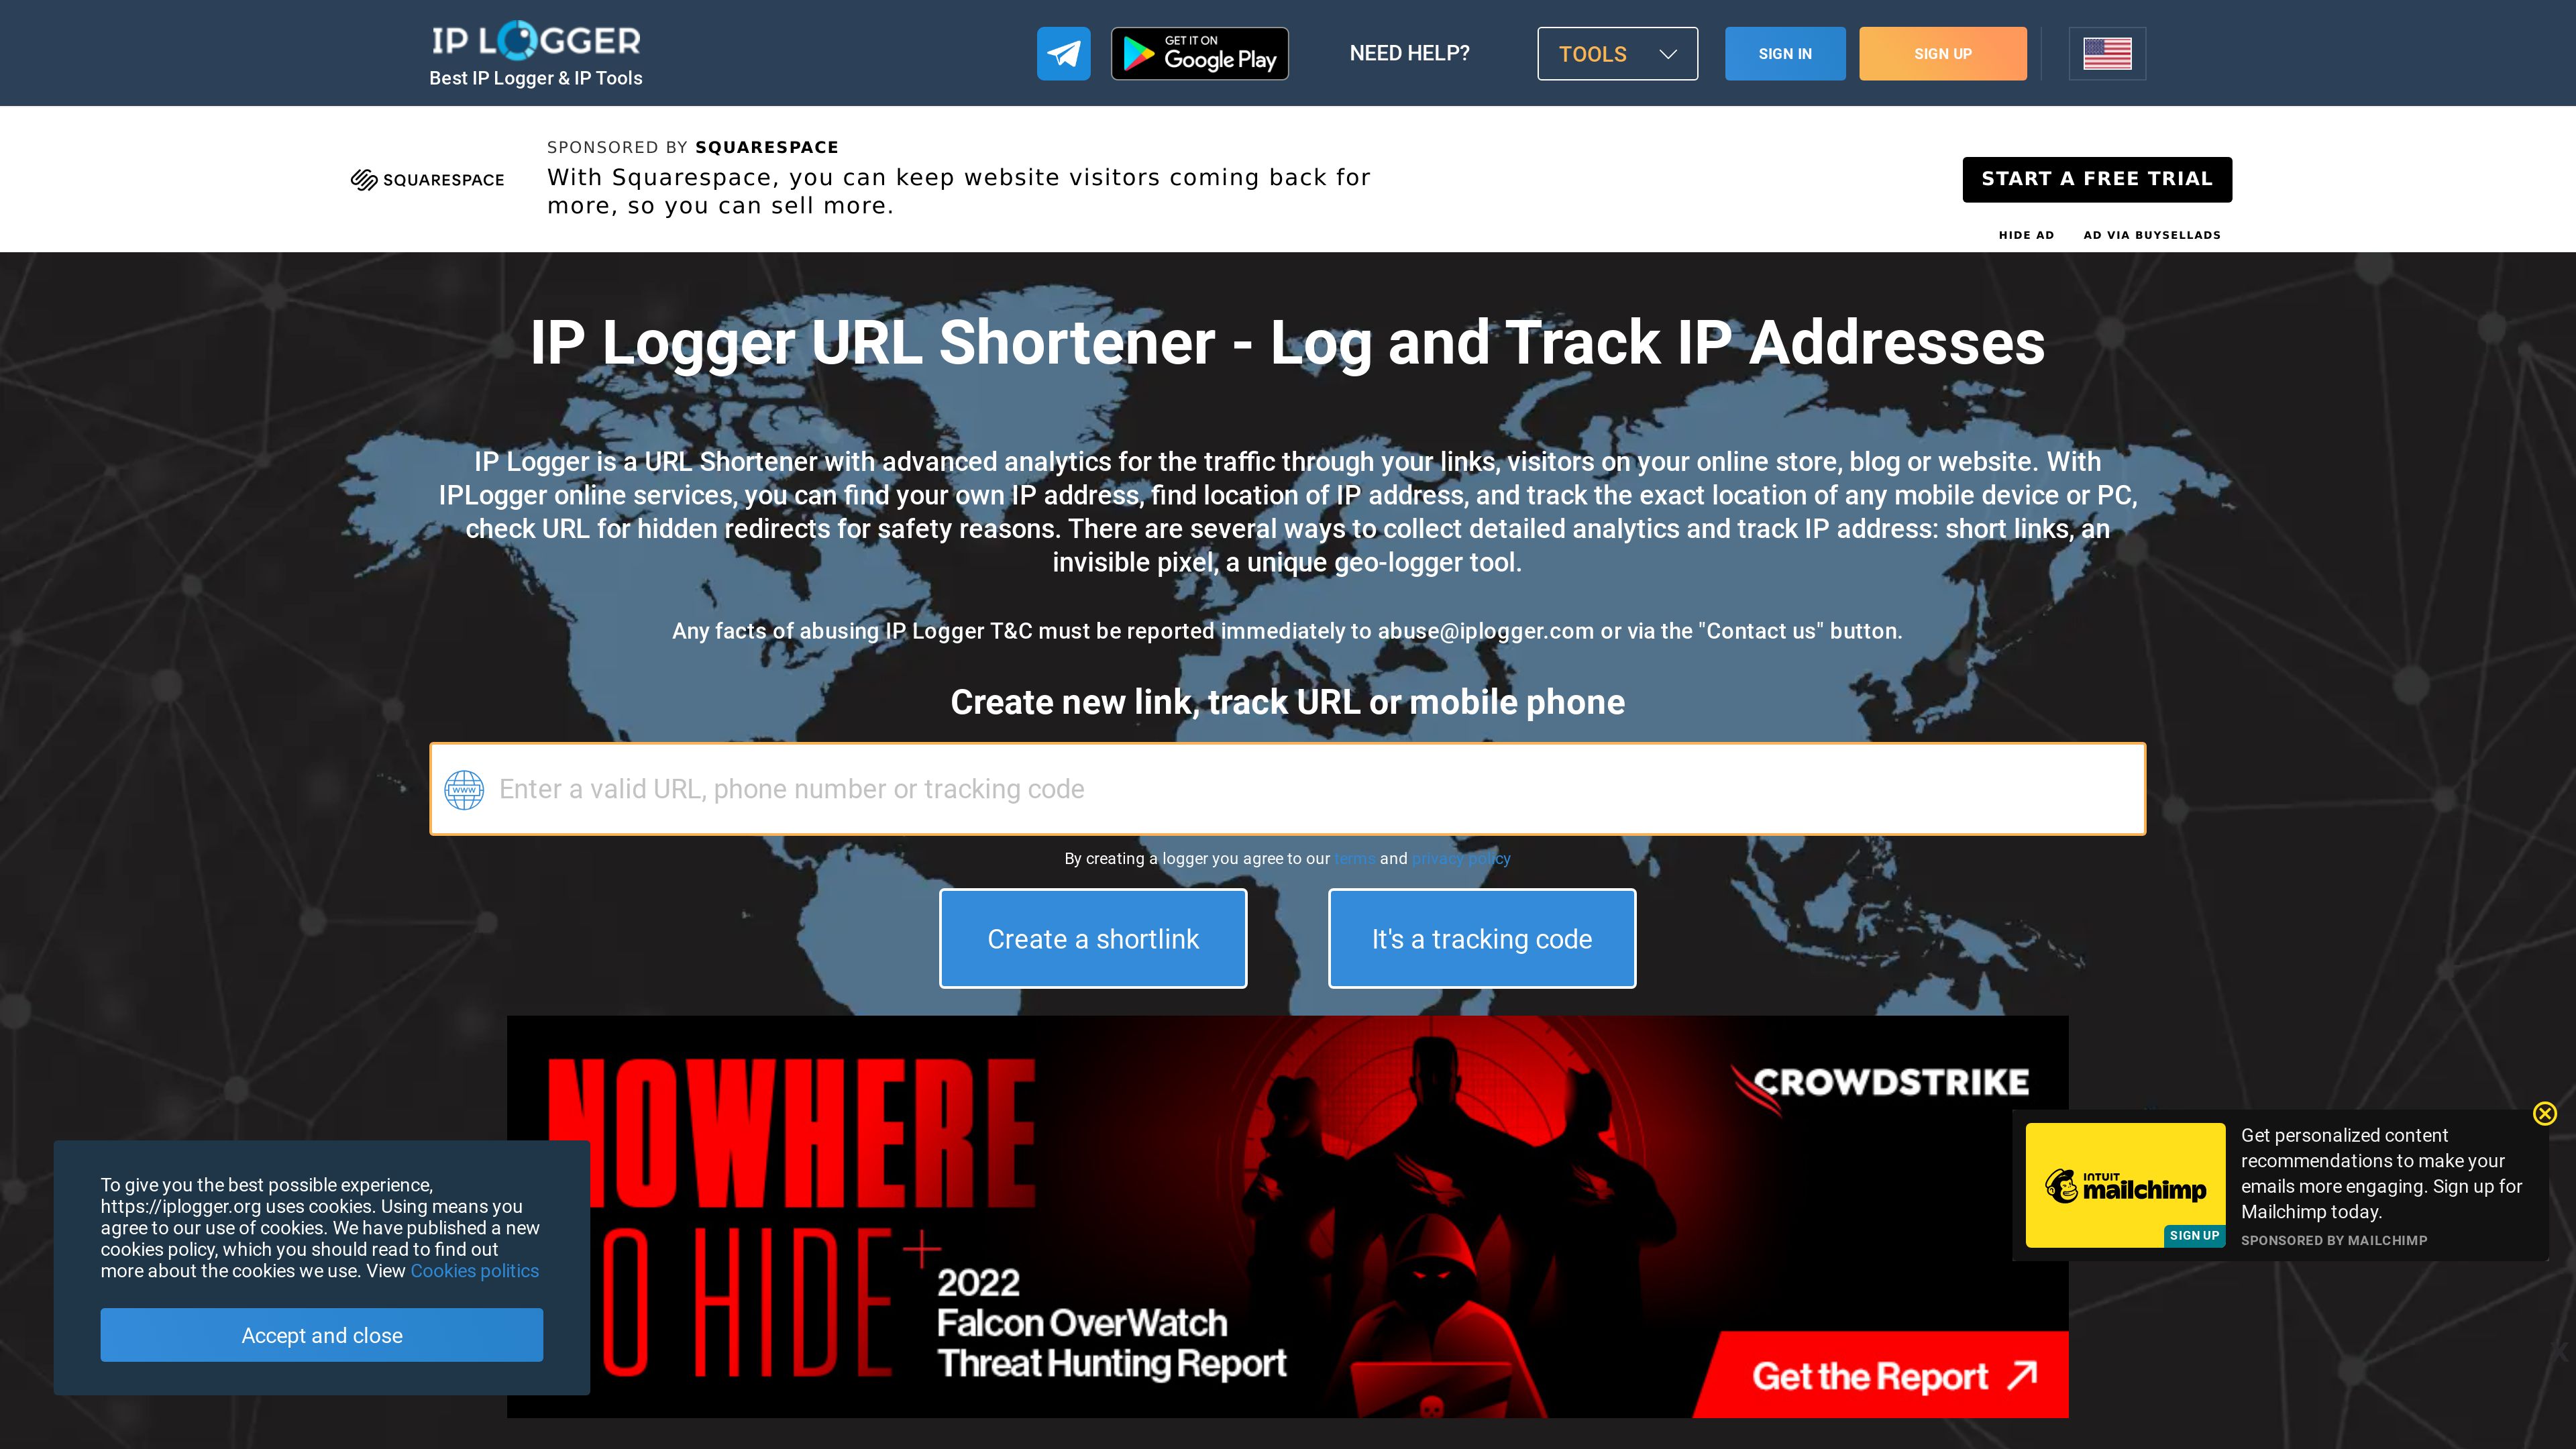 IP LOGGER
Best IP Logger & IP Tools
GET IT ON
Google Play
NEED HELP?
TOOLS
SIGN IN
SIGN UP
SQUARESPACE
SPONSORED BY SQUARESPACE
With Squarespace, you can keep website visitors coming back for
more, so you can sell more.
START A FREE TRIAL
HIDE AD
AD VIA BUYSELLADS
IP Logger URL Shortener - Log and Track IP Addresses
IP Logger is a URL Shortener with advanced analytics for the traffic through your links, visitors on your online store, blog or website. With
IPLogger online services, you can find your own IP address, find location of IP address, and track the exact location of any mobile device or PC,
check URL for hidden redirects for safety reasons. There are several ways to collect detailed analytics and track IP address: short links, an
invisible pixel, a unique geo-logger tool.
Any facts of abusing IP Logger T&C must be reported immediately to abuse@iplogger.com or via the "Contact us" button.
Create new link, track URL or mobile phone
www
Enter a valid URL, phone number or tracking code
By creating a logger you agree to our terms and privacy policy
Create a shortlink
It's a tracking code
NOWHERE
TO HIDE
2022
Falcon OverWatch
Threat Hunting Report
CROWDSTRIKE
Get the Report
To give you the best possible experience,
https://iplogger.org uses cookies. Using means you
agree to our use of cookies. We have published a new
cookies policy, which you should read to find out
more about the cookies we use. View Cookies politics
Accept and close
INTUIT
mailchimp
SIGN UP
Get personalized content
recommendations to make your
emails more engaging. Sign up for
Mailchimp today.
SPONSORED BY MAILCHIMP